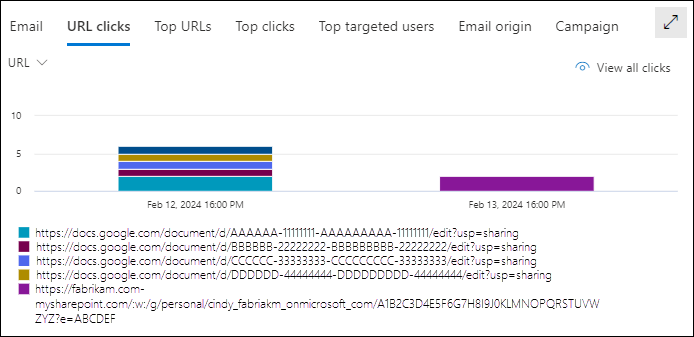 Email URL clicks Top URLs Top clicks Top targeted users Email origin Campaign
URL
View all clicks
10
5
0
Feb 12, 2024 16:00 PM Feb 13, 2024 16:00 PM
https://docs.google.com/document/d/AAAAAA-11111111-AAAAAAAAA-11111111/edit?usp=sharing
https://docs.google.com/document/d/BBBBBB-22222222-BBBBBBBBB-22222222/edit?usp=sharing
https://docs.google.com/document/d/CCCCCC-33333333-CCCCCCCCC-33333333/edit?usp=sharing
https://docs.google.com/document/d/DDDDDD-44444444-DDDDDDDDD-44444444/edit?usp=sharing
https://fabrikam.com-
mysharepoint.com/:w:/g/personal/cindy_fabriakm_onmicrosoft_com/A1B2C3D4E5F6G7H8I9J0KLMNOPQRSTUVW
ZYZ?e=ABCDEF